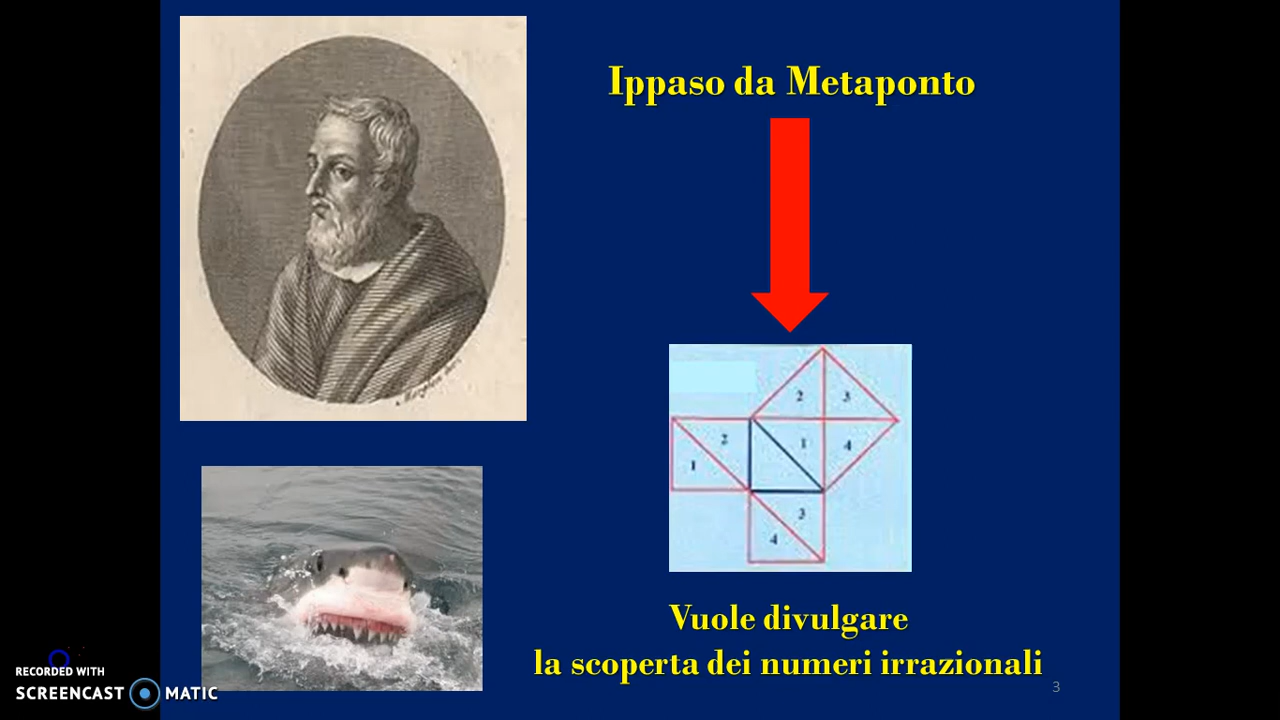 Ippaso da Metaponto
2
3
2
1
4
1
3
4
Vuole divulgare
la scoperta dei numeri irrazionali
3
RECORDED WITH
SCREENCAST MATIC